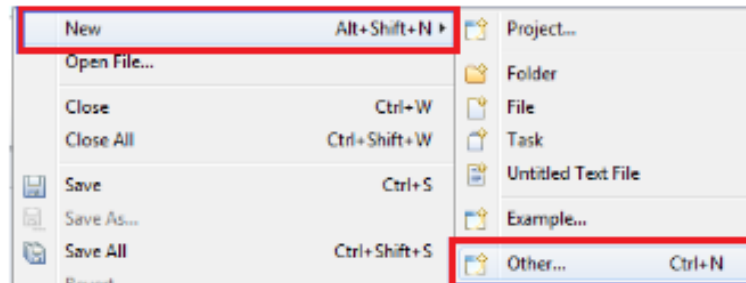 New Alt+Shift+N
Open File...
Close Ctrl+W
Close All Ctrl+Shift+W
Save Ctrl+S
Save As...
Save All Ctrl+Shift+S
Project...
Folder
File
Task
Untitled Text File
Example...
Other... Ctrl+N